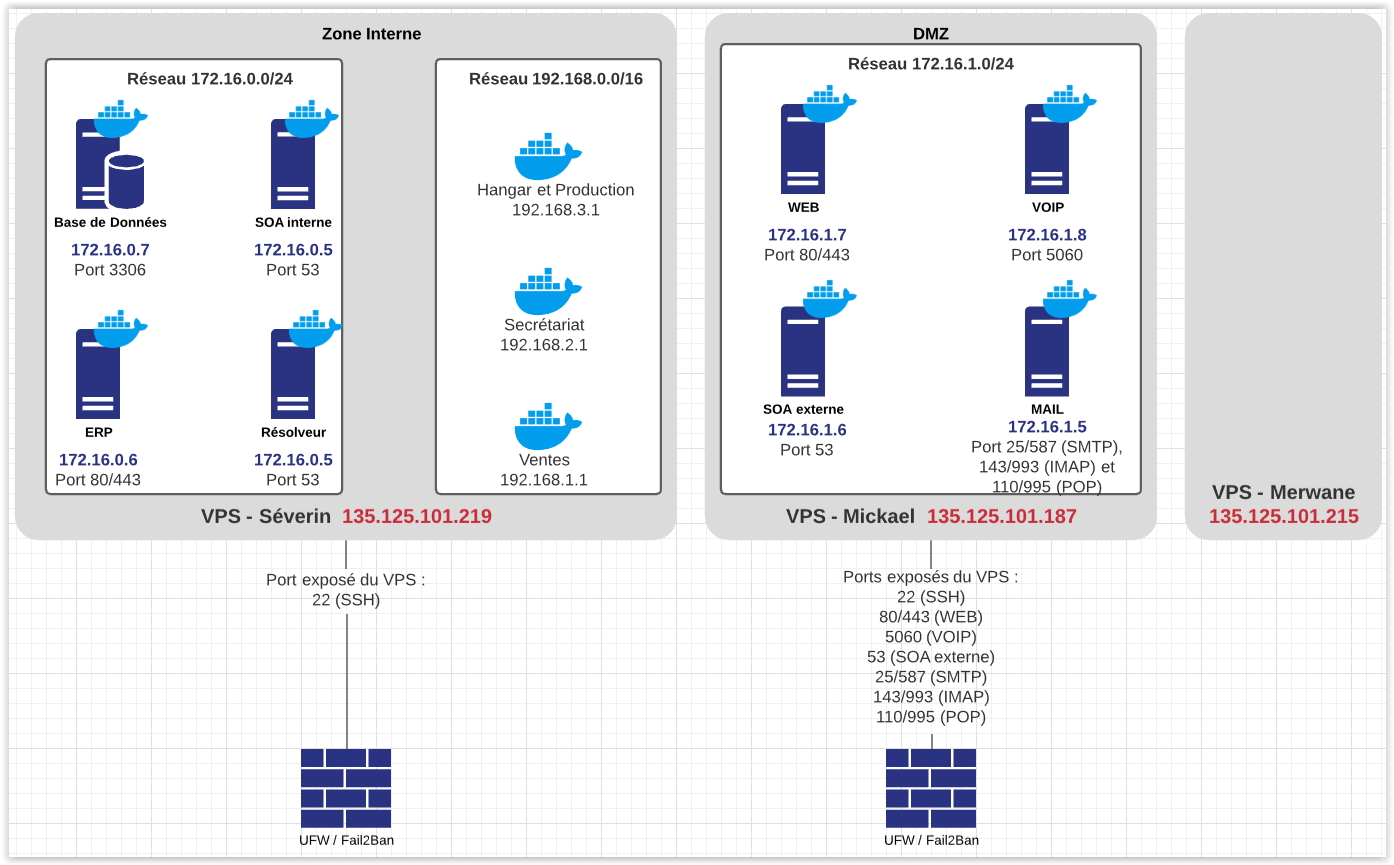 Zone Interne
Réseau 172.16.0.0/24
Base de Données
172.16.0.7
Port 3306
SOA interne
172.16.0.5
Port 53
ERP
172.16.0.6
Port 80/443
Résolveur
172.16.0.5
Port 53
Réseau 192.168.0.0/16
Hangar et Production
192.168.3.1
Secrétariat
192.168.2.1
Ventes
192.168.1.1
VPS - Séverin 135.125.101.219
DMZ
Réseau 172.16.1.0/24
WEB
172.16.1.7
Port 80/443
VOIP
172.16.1.8
Port 5060
SOA externe
172.16.1.6
Port 53
MAIL
172.16.1.5
Port 25/587 (SMTP),
143/993 (IMAP) et
110/995 (POP)
VPS - Mickael 135.125.101.187
VPS - Merwane
135.125.101.215
Port exposé du VPS :
22 (SSH)
UFW / Fail2Ban
Ports exposés du VPS :
22 (SSH)
80/443 (WEB)
5060 (VOIP)
53 (SOA externe)
25/587 (SMTP)
143/993 (IMAP)
110/995 (POP)
UFW / Fail2Ban